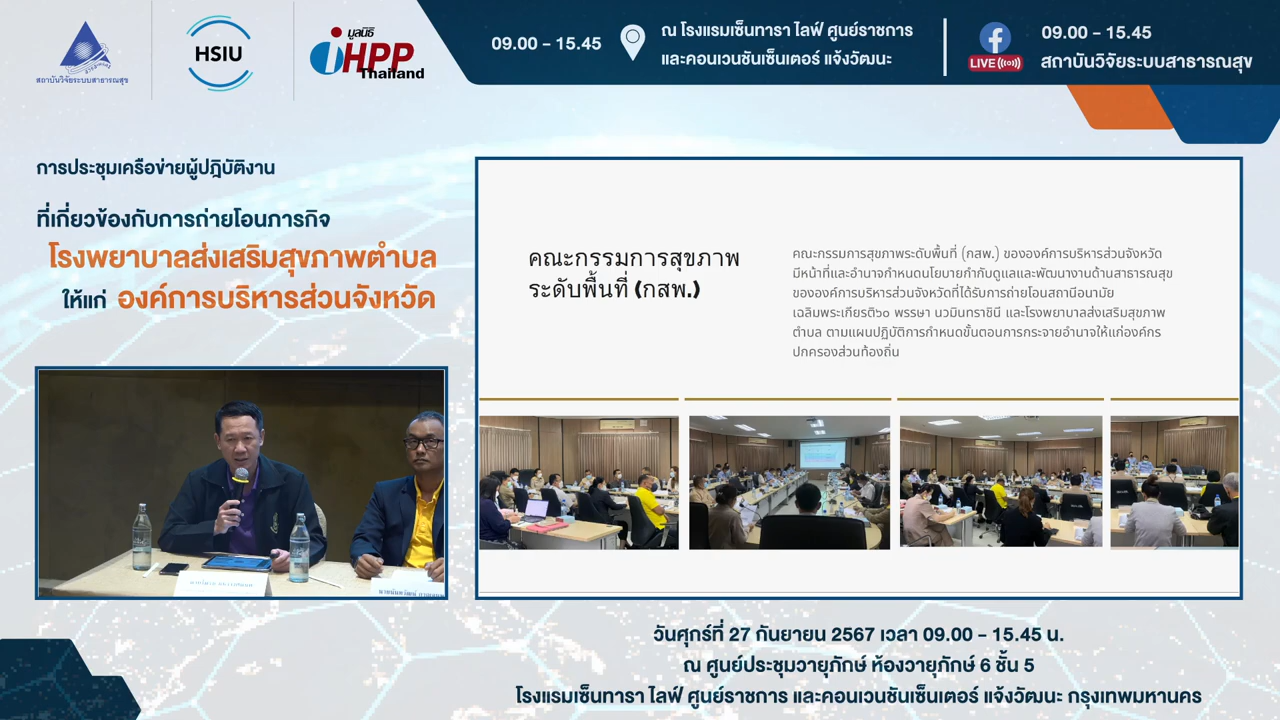 สถาบันวิจัยระบบสาธารณสุข
HSIU
มูลนิธิ
iHPP
Thailand
09.00 - 15.45
ณ โรงแรมเซ็นทารา ไลฟ์ ศูนย์ราชการ
และคอนเวนชันเซ็นเตอร์ แจ้งวัฒนะ
LIVE
09.00 - 15.45
สถาบันวิจัยระบบสาธารณสุข
การประชุมเครือข่ายผู้ปฎิบัติงาน
ที่เกี่ยวข้องกับการถ่ายโอนภารกิจ
โรงพยาบาลส่งเสริมสุขภาพตำบล
ให้แก่ องค์การบริหารส่วนจังหวัด
คณะกรรมการสุขภาพ
ระดับพื้นที่ (กสพ.)
คณะกรรมการสุขภาพระดับพื้นที่ (กสพ.) ขององค์การบริหารส่วนจังหวัด
มีหน้าที่และอำนาจกำหนดนโยบายกำกับดูแลและพัฒนางานด้านสาธารณสุข
ขององค์การบริหารส่วนจังหวัดที่ได้รับการถ่ายโอนสถานีอนามัย
เฉลิมพระเกียรติ๖๐ พรรษา นวมินทราชินี และโรงพยาบาลส่งเสริมสุขภาพ
ตำบล ตามแผนปฏิบัติการกำหนดขั้นตอนการกระจายอำนาจให้แก่องค์กร
ปกครองส่วนท้องถิ่น
วันศุกร์ที่ 27 กันยายน 2567 เวลา 09.00 - 15.45 น.
ณ ศูนย์ประชุมวายุภักษ์ ห้องวายุภักษ์ 6 ชั้น 5
โรงแรมเซ็นทารา ไลฟ์ ศูนย์ราชการ และคอนเวนชันเซ็นเตอร์ แจ้งวัฒนะ กรุงเทพมหานคร